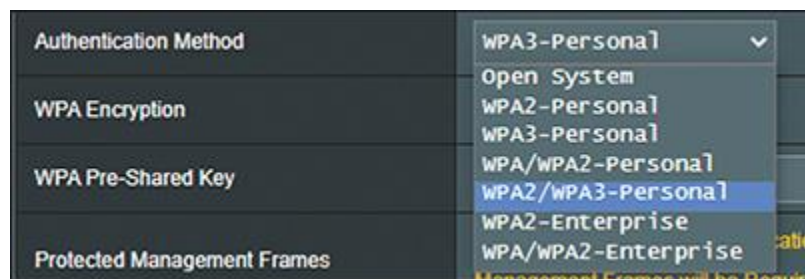 Authentication Method
WPA3-Personal
Open System
WPA2-Personal
WPA Encryption
WPA3-Personal
WPA/WPA2-Personal
WPA Pre-Shared Key
WPA2/WPA3-Personal
WPA2-Enterprise
Protected Management Frames
WPA/WPA2-Enterprise